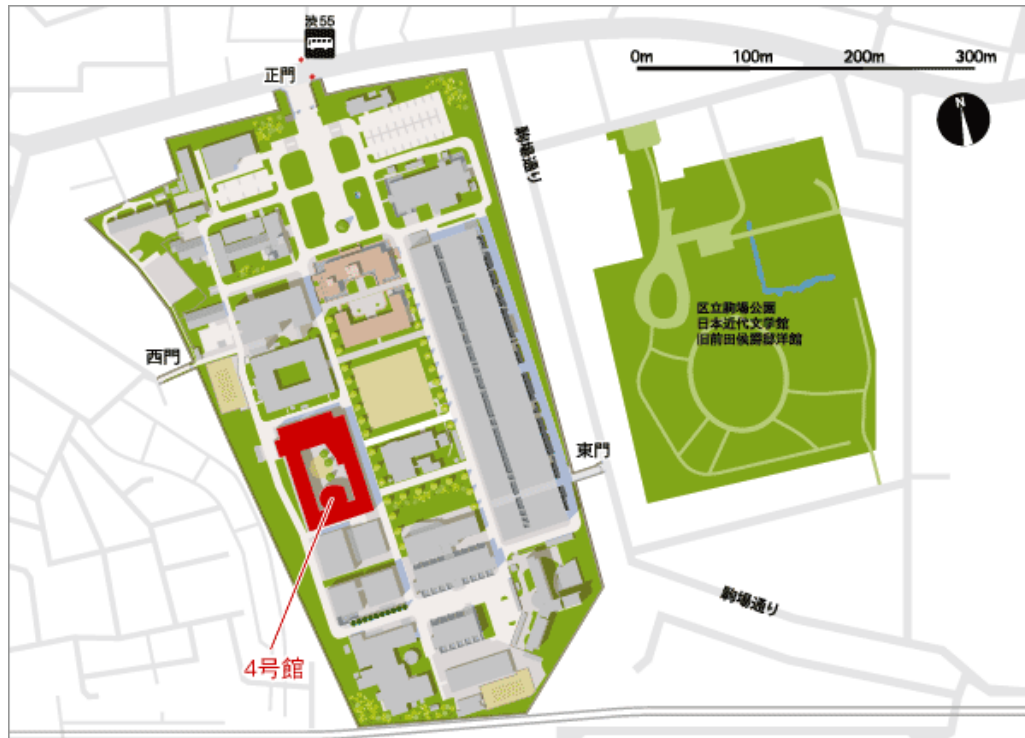 渋55
正門
0m 100m 200m 300m
N
駒場通り
区立駒場公園
日本近代文学館
旧前田侯爵邸洋館
西門
東門
駒場通り
4号館